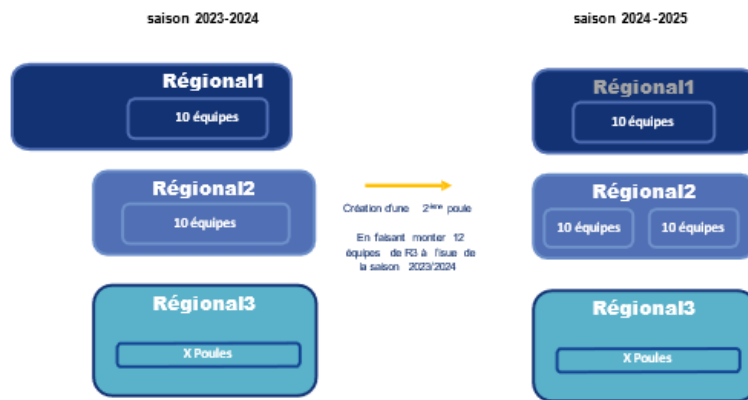 saison 2023-2024
Régional1
10 équipes
Régional2
10 équipes
Régional3
X Poules
Création d'une 2ième poule
En faisant monter 12
équipes de R3 à l'isue de
la saison 2023/2024
saison 2024-2025
Régional1
10 équipes
Régional2
10 équipes 10 équipes
Régional3
X Poules